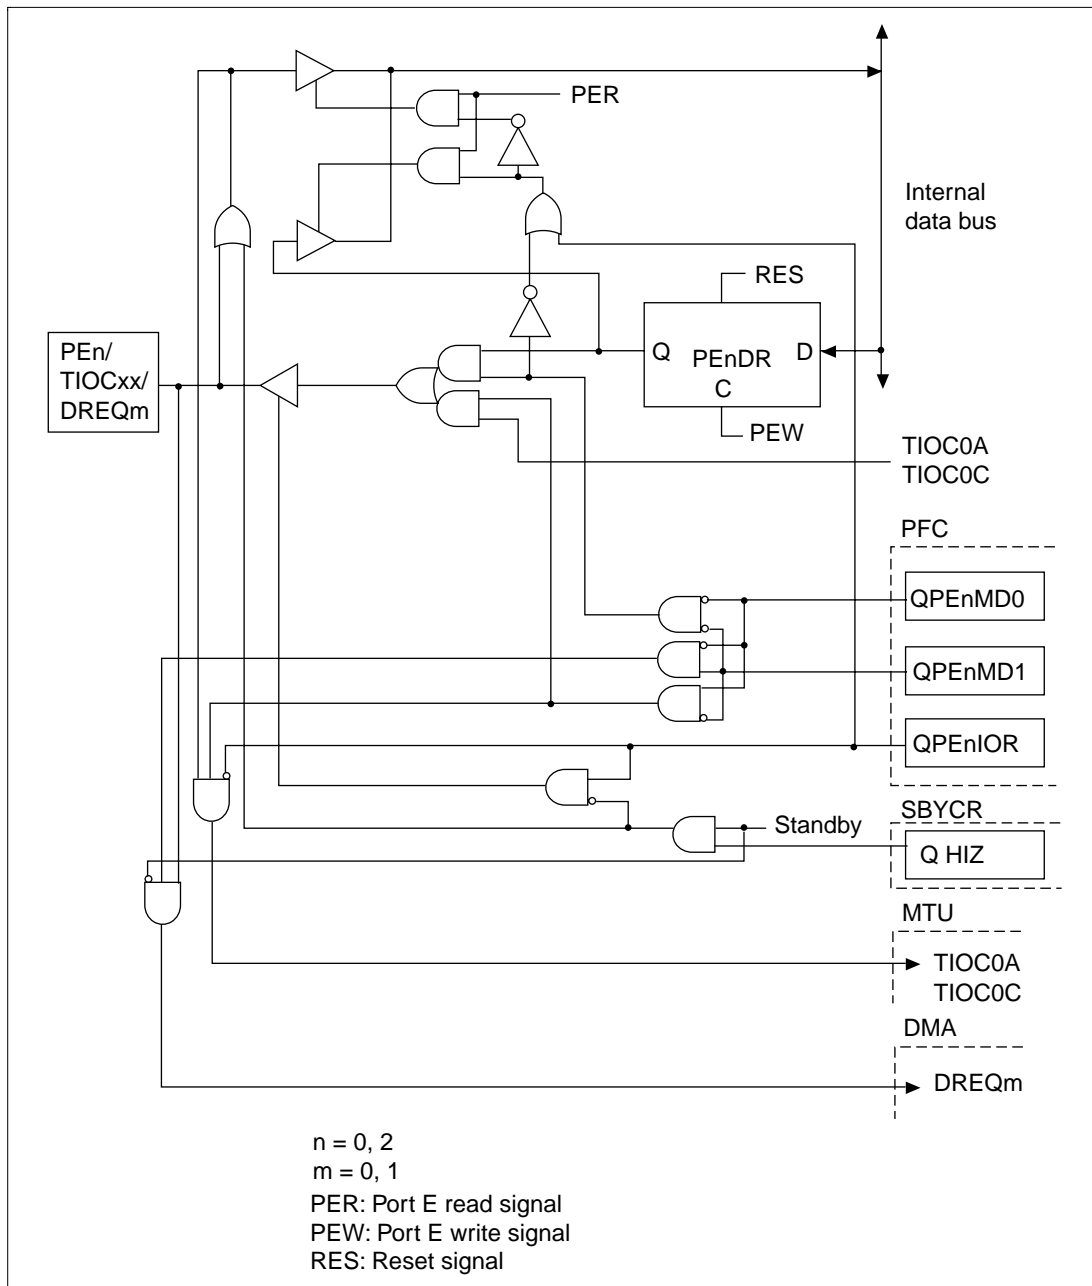 PER
Internal
data bus
RES
PEn/
TIOCxx/
DREQm
Q
PEnDR
D
C
PEW
TIOC0A
TIOC0C
PFC
QPEnMD0
QPEnMD1
QPEnIOR
SBYCR
Standby
Q HIZ
MTU
TIOC0A
TIOC0C
DMA
DREQm
n = 0, 2
m = 0, 1
PER: Port E read signal
PEW: Port E write signal
RES: Reset signal